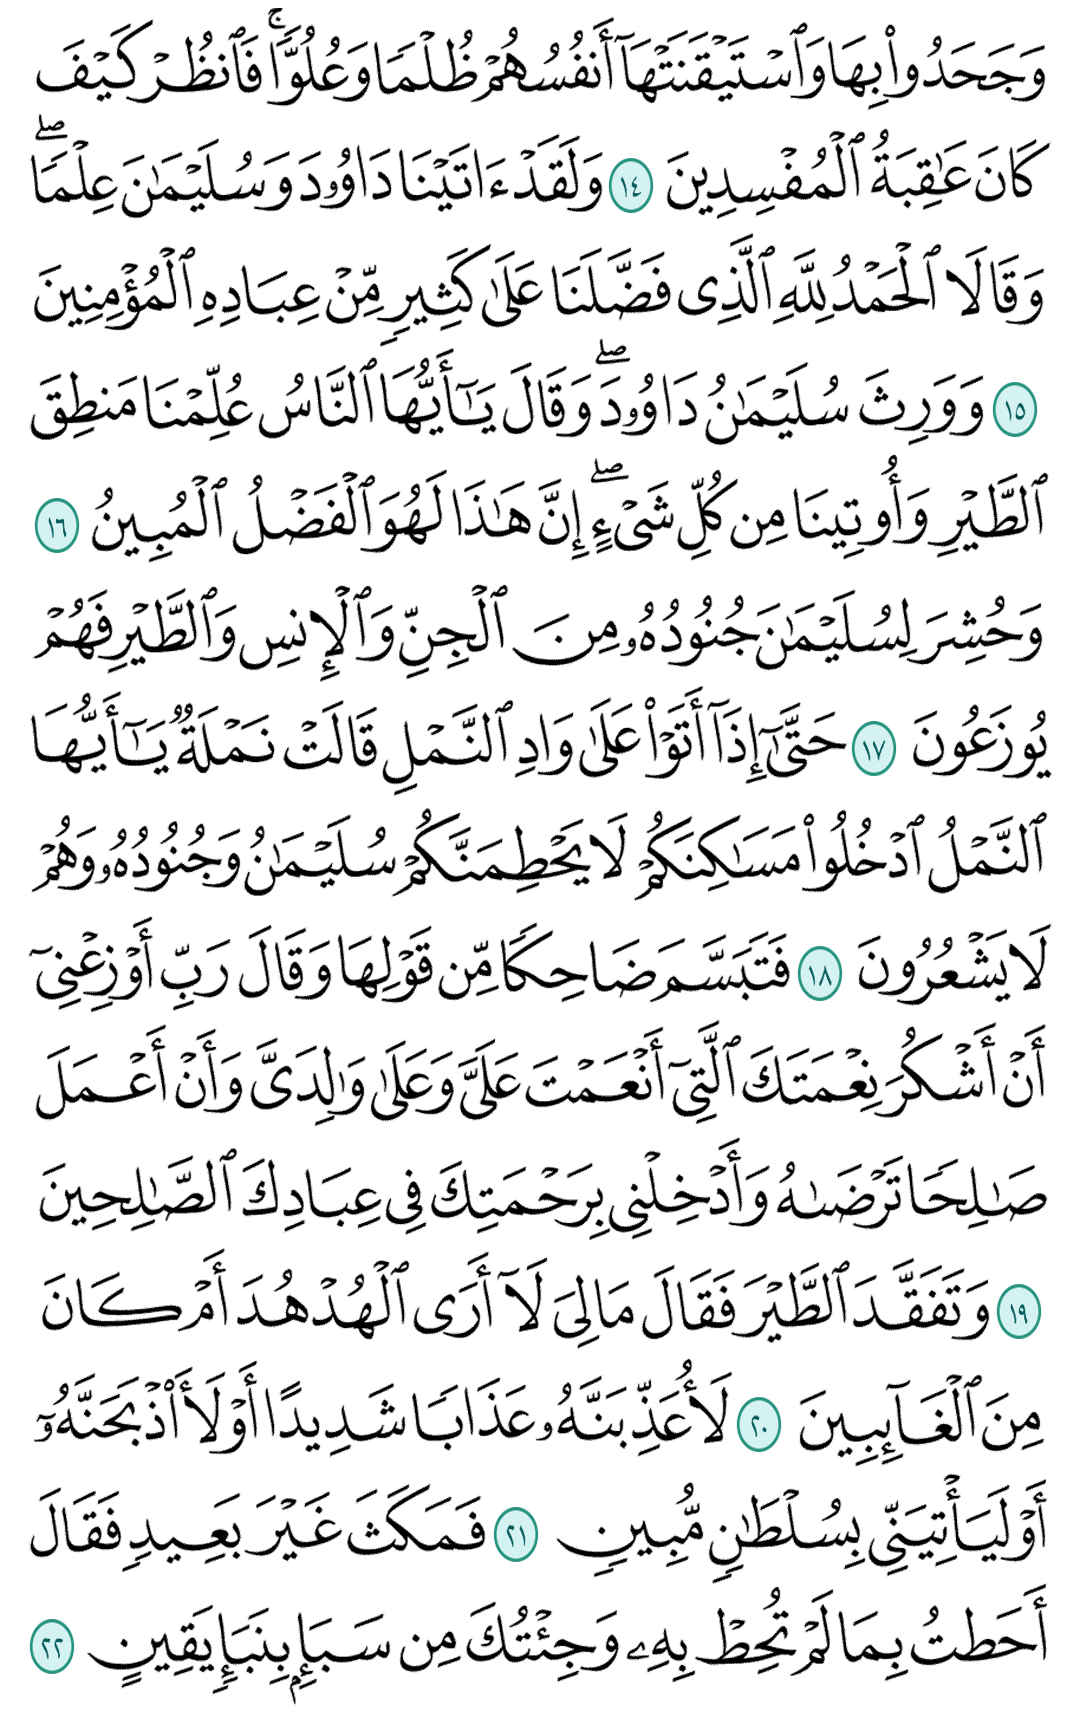 وَجَحَدُوا۟ بِهَا وَٱسْتَيْقَنَتْهَآ أَنفُسُهُمْ ظُلْمًا وَعُلُوًّا ۚ فَٱنظُرْ كَيْفَ
كَانَ عَـٰقِبَةُ ٱلْمُفْسِدِينَ ١٤ وَلَقَدْ ءَاتَيْنَا دَاوُۥدَ وَسُلَيْمَـٰنَ عِلْمًا ۖ
وَقَالَا ٱلْحَمْدُ لِلَّهِ ٱلَّذِى فَضَّلَنَا عَلَىٰ كَثِيرٍ مِّنْ عِبَادِهِ ٱلْمُؤْمِنِينَ
١٥ وَوَرِثَ سُلَيْمَـٰنُ دَاوُۥدَ ۖ وَقَالَ يَـٰٓأَيُّهَا ٱلنَّاسُ عُلِّمْنَا مَنطِقَ
ٱلطَّيْرِ وَأُوتِينَا مِن كُلِّ شَىْءٍ ۖ إِنَّ هَـٰذَا لَهُوَ ٱلْفَضْلُ ٱلْمُبِينُ ١٦
وَحُشِرَ لِسُلَيْمَـٰنَ جُنُودُهُۥ مِنَ ٱلْجِنِّ وَٱلْإِنسِ وَٱلطَّيْرِ فَهُمْ
يُوزَعُونَ ١٧ حَتَّىٰٓ إِذَآ أَتَوْا۟ عَلَىٰ وَادِ ٱلنَّمْلِ قَالَتْ نَمْلَةٌ يَـٰٓأَيُّهَا
ٱلنَّمْلُ ٱدْخُلُوا۟ مَسَـٰكِنَكُمْ لَا يَحْطِمَنَّكُمْ سُلَيْمَـٰنُ وَجُنُودُهُۥ وَهُمْ
لَا يَشْعُرُونَ ١٨ فَتَبَسَّمَ ضَاحِكًا مِّن قَوْلِهَا وَقَالَ رَبِّ أَوْزِعْنِىٓ
أَنْ أَشْكُرَ نِعْمَتَكَ ٱلَّتِىٓ أَنْعَمْتَ عَلَىَّ وَعَلَىٰ وَٰلِدَىَّ وَأَنْ أَعْمَلَ
صَـٰلِحًا تَرْضَىٰهُ وَأَدْخِلْنِى بِرَحْمَتِكَ فِى عِبَادِكَ ٱلصَّـٰلِحِينَ
١٩ وَتَفَقَّدَ ٱلطَّيْرَ فَقَالَ مَا لِىَ لَآ أَرَى ٱلْهُدْهُدَ أَمْ كَانَ
مِنَ ٱلْغَآئِبِينَ ٢٠ لَأُعَذِّبَنَّهُۥ عَذَابًا شَدِيدًا أَوْ لَأَا۟ذْبَحَنَّهُۥٓ
أَوْ لَيَأْتِيَنِّى بِسُلْطَـٰنٍ مُّبِينٍ ٢١ فَمَكَثَ غَيْرَ بَعِيدٍ فَقَالَ
أَحَطتُ بِمَا لَمْ تُحِطْ بِهِۦ وَجِئْتُكَ مِن سَبَإٍۭ بِنَبَإٍ يَقِينٍ ٢٢